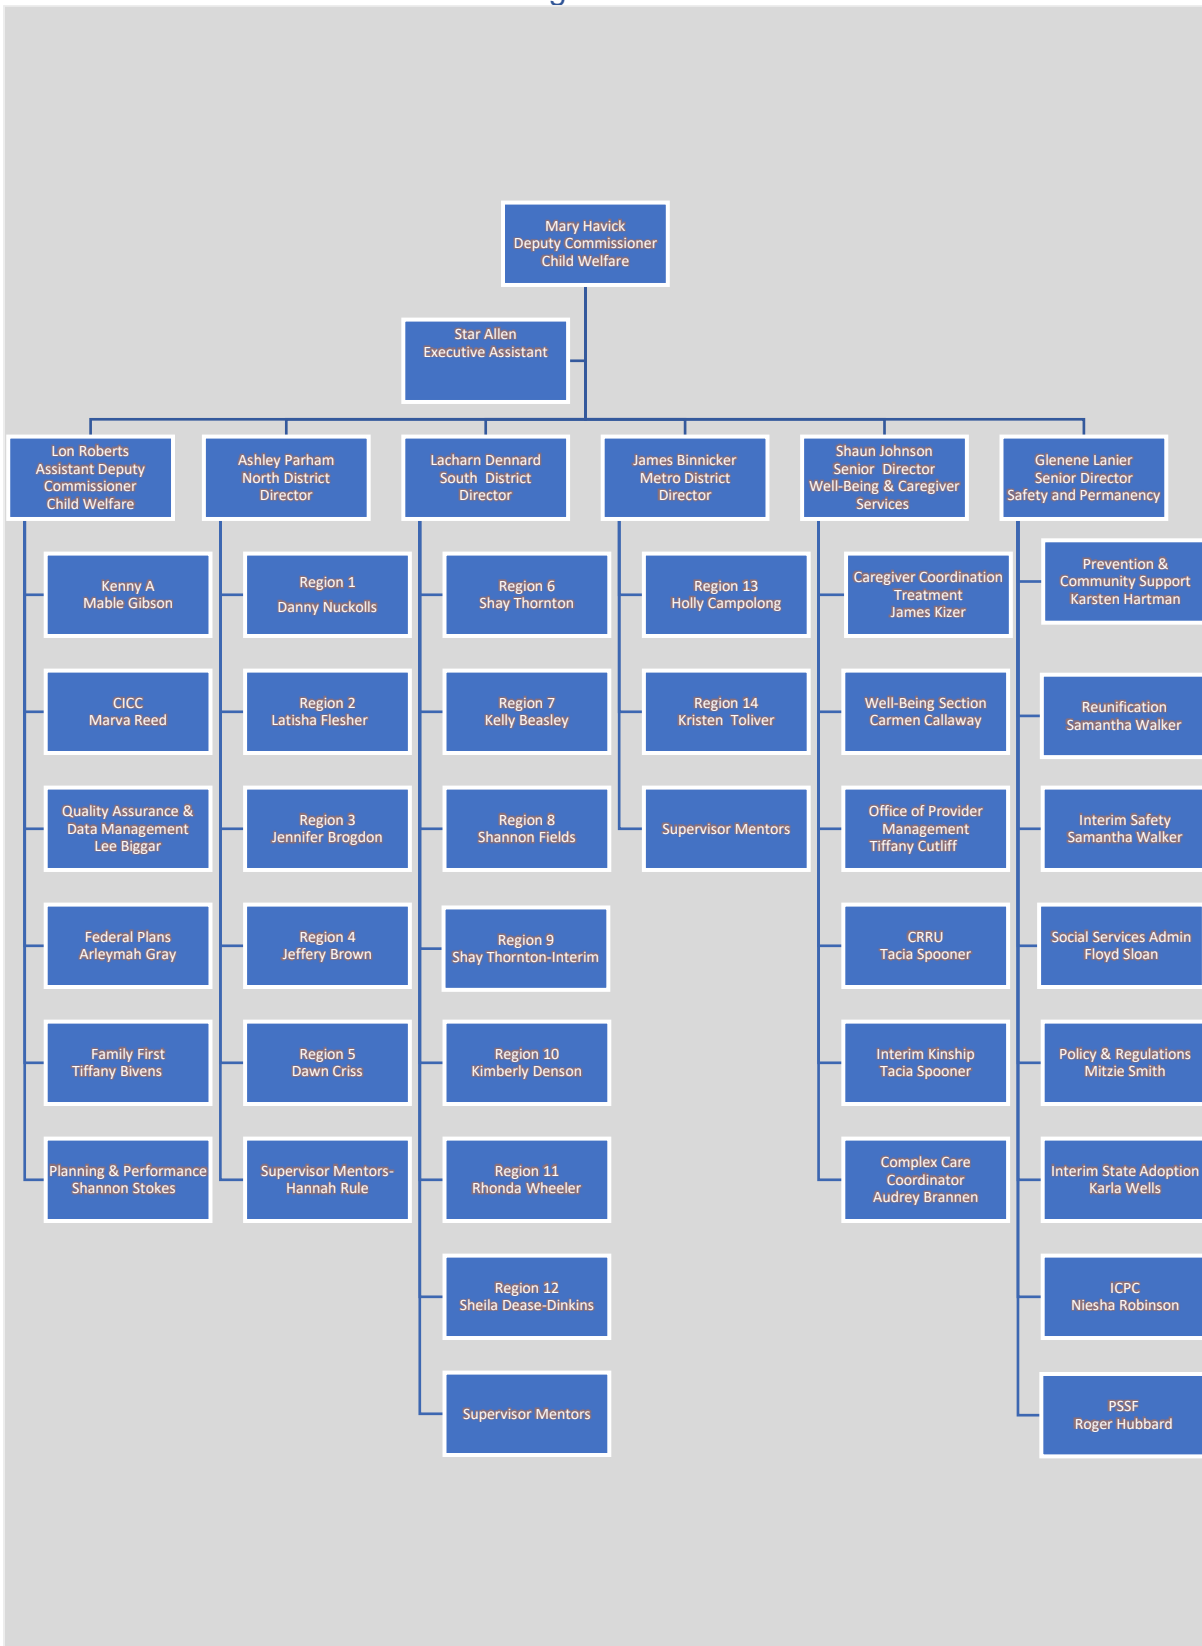 Mary Havick
Deputy Commissioner
Child Welfare
Star Allen
Executive Assistant
Lon Roberts
Assistant Deputy
Commissioner
Child Welfare
Ashley Parham
North District
Director
Lacharn Dennard
South District
Director
James Binnicker
Metro District
Director
Shaun Johnson
Senior Director
Well-Being & Caregiver
Services
Glenene Lanier
Senior Director
Safety and Permanency
Kenny A
Mable Gibson
CICC
Marva Reed
Quality Assurance &
Data Management
Lee Biggar
Federal Plans
Arleymah Gray
Family First
Tiffany Bivens
Planning & Performance
Shannon Stokes
Region 1
Danny Nuckolls
Region 2
Latisha Flesher
Region 3
Jennifer Brogdon
Region 4
Jeffery Brown
Region 5
Dawn Criss
Supervisor Mentors-
Hannah Rule
Region 6
Shay Thornton
Region 7
Kelly Beasley
Region 8
Shannon Fields
Region 9
Shay Thornton-Interim
Region 10
Kimberly Denson
Region 11
Rhonda Wheeler
Region 12
Sheila Dease-Dinkins
Supervisor Mentors
Region 13
Holly Campolong
Region 14
Kristen Toliver
Supervisor Mentors
Caregiver Coordination
Treatment
James Kizer
Well-Being Section
Carmen Callaway
Office of Provider
Management
Tiffany Cutliff
CRRU
Tacia Spooner
Interim Kinship
Tacia Spooner
Complex Care
Coordinator
Audrey Brannen
Prevention &
Community Support
Karsten Hartman
Reunification
Samantha Walker
Interim Safety
Samantha Walker
Social Services Admin
Floyd Sloan
Policy & Regulations
Mitzie Smith
Interim State Adoption
Karla Wells
ICPC
Niesha Robinson
PSSF
Roger Hubbard